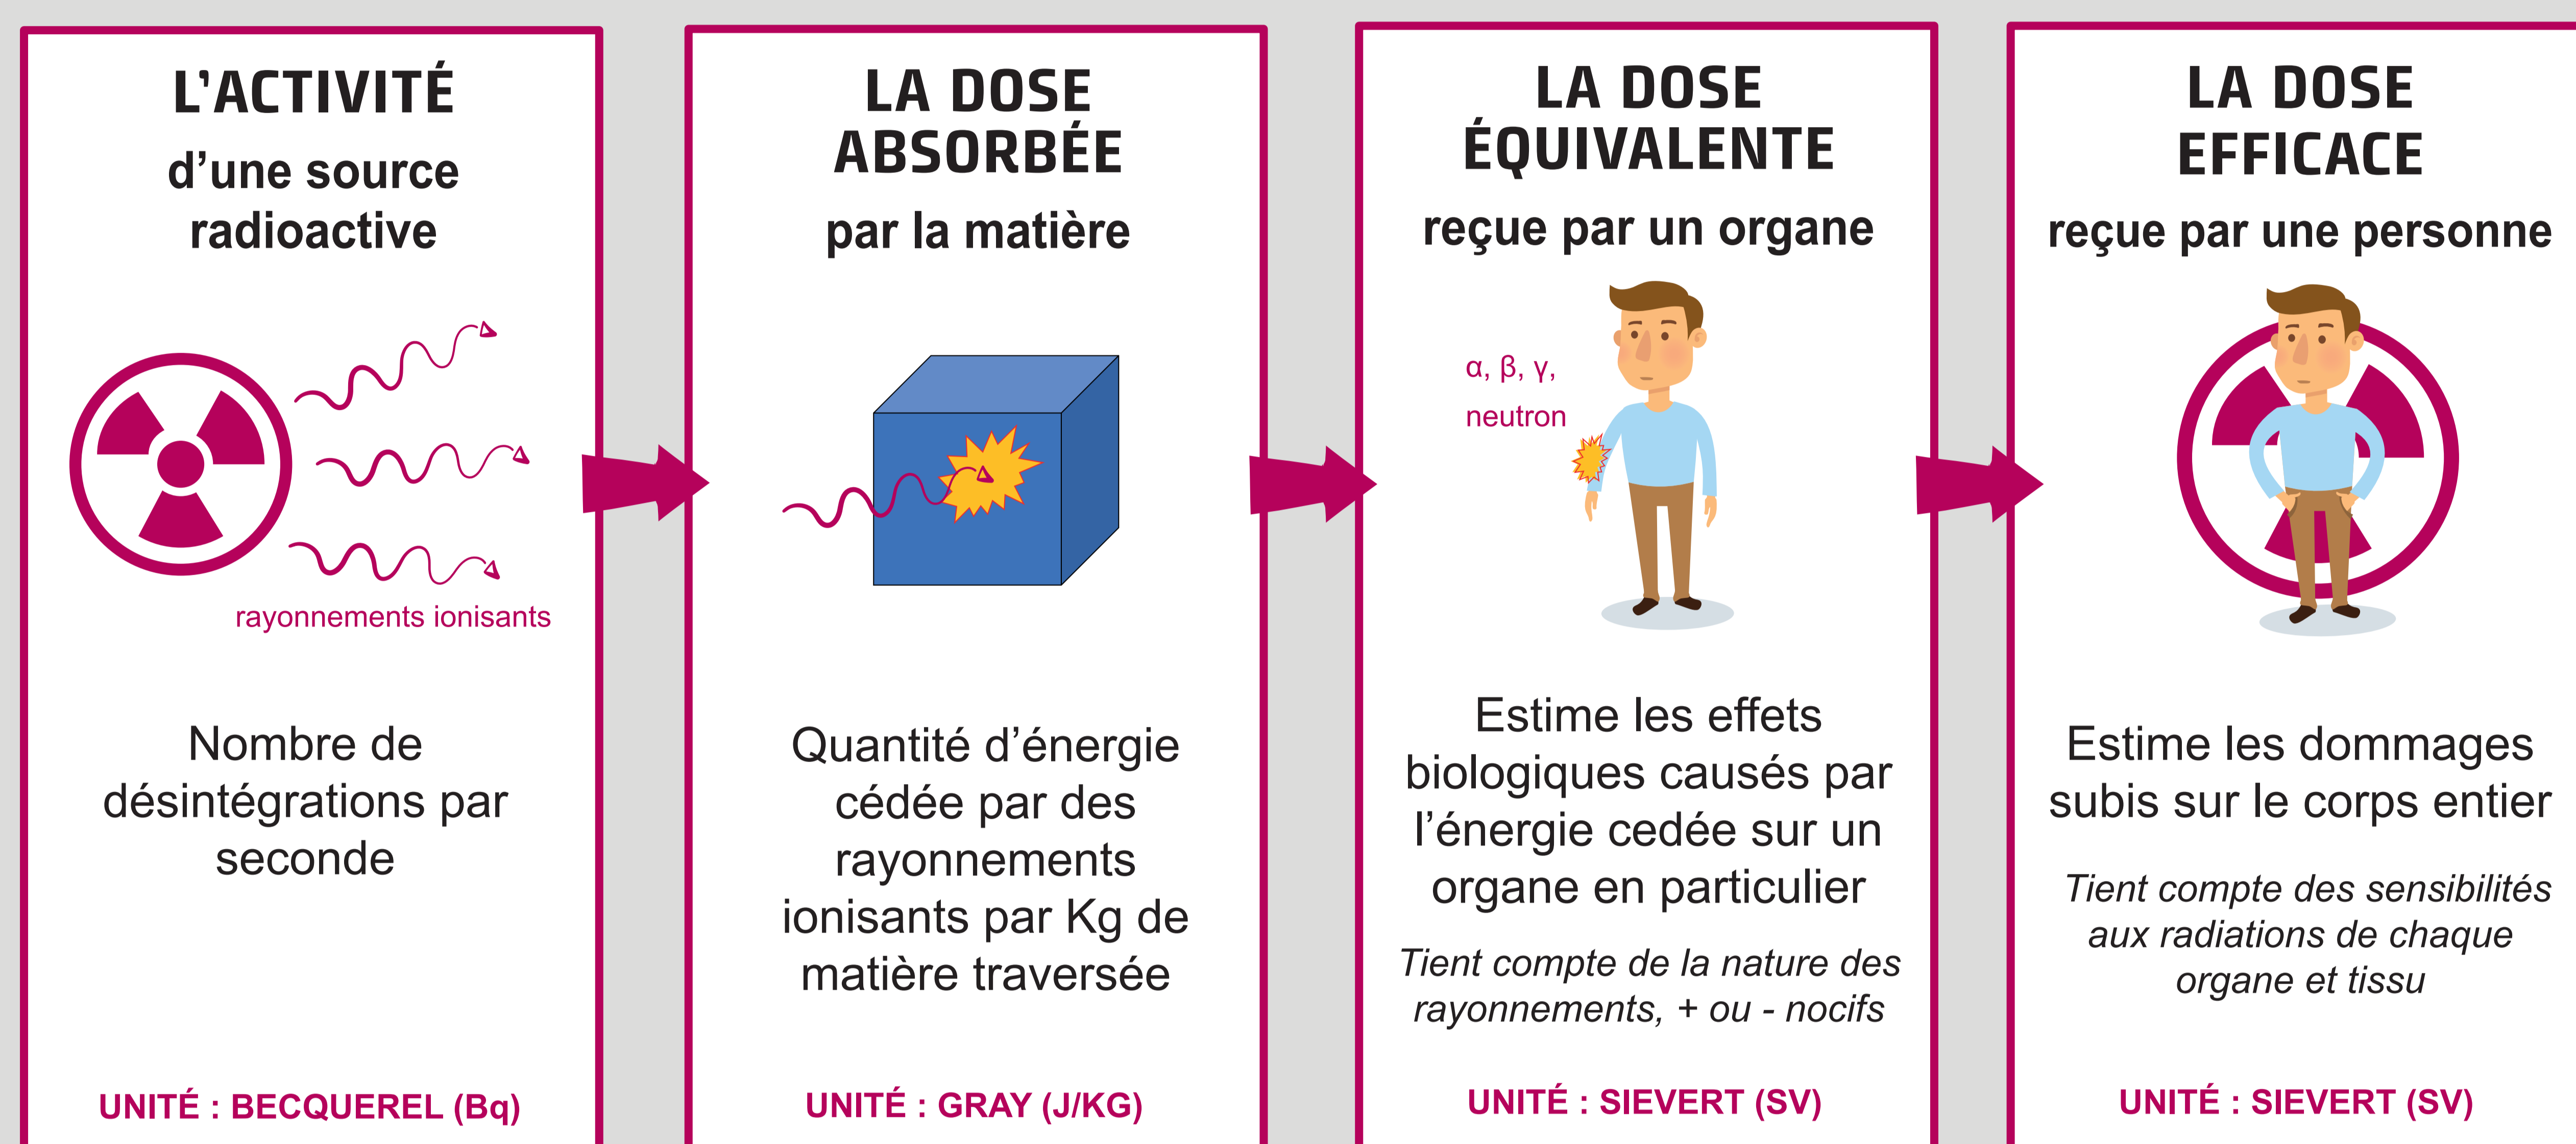 L'ACTIVITÉ
d'une source
radioactive
rayonnements ionisants
Nombre de
désintégrations par
seconde
UNITÉ : BECQUEREL (Bq)
LA DOSE
ABSORBÉE
par la matière
Quantité d'énergie
cédée par des
rayonnements
ionisants par Kg de
matière traversée
UNITÉ : GRAY (J/KG)
LA DOSE
ÉQUIVALENTE
reçue par un organe
α, β, γ,
neutron
Estime les effets
biologiques causés par
l'énergie cedée sur un
organe en particulier
Tient compte de la nature des
rayonnements, + ou - nocifs
UNITÉ : SIEVERT (SV)
LA DOSE
EFFICACE
reçue par une personne
Estime les dommages
subis sur le corps entier
Tient compte des sensibilités
aux radiations de chaque
organe et tissu
UNITÉ : SIEVERT (SV)